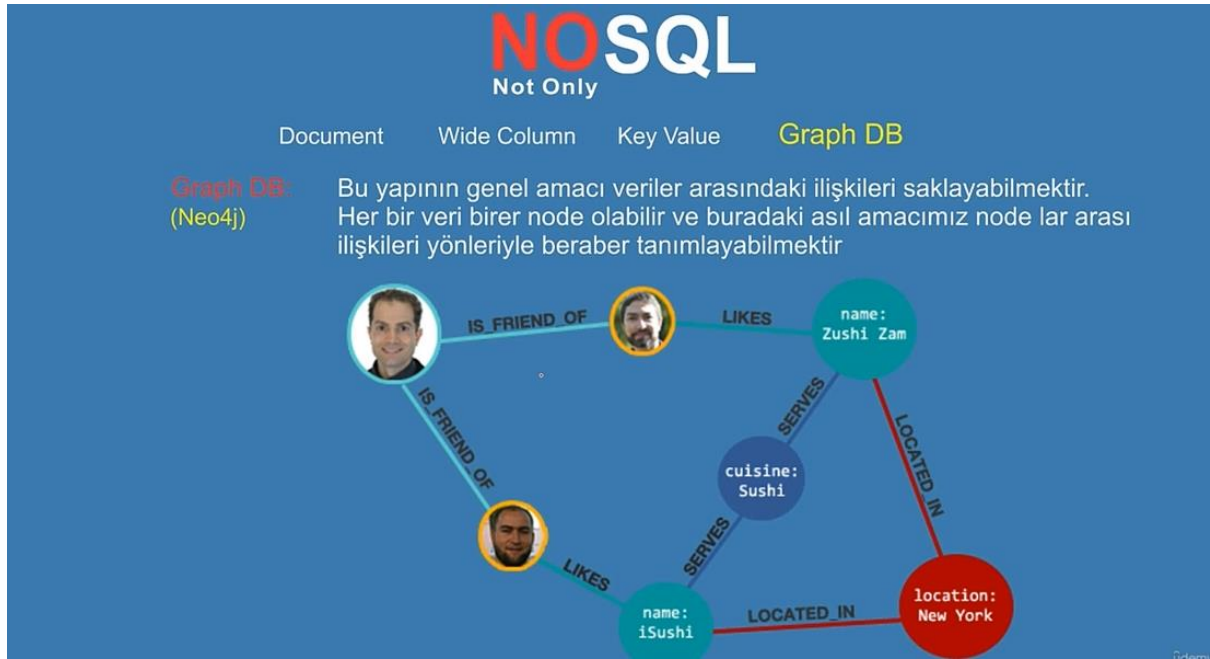 NOSQL
Not Only
Document Wide Column Key Value Graph DB
Graph DB: Bu yapının genel amacı veriler arasındaki ilişkileri saklayabilmektir.
(Neo4j) Her bir veri birer node olabilir ve buradaki asıl amacımız node lar arası
ilişkileri yönleriyle beraber tanımlayabilmektir
IS_FRIEND_OF
LIKES
name:
Zushi Zam
IS_FRIEND_OF
SERVES
LOCATED_IN
cuisine:
Sushi
SERVES
LIKES
name:
iSushi
LOCATED_IN
location:
New York